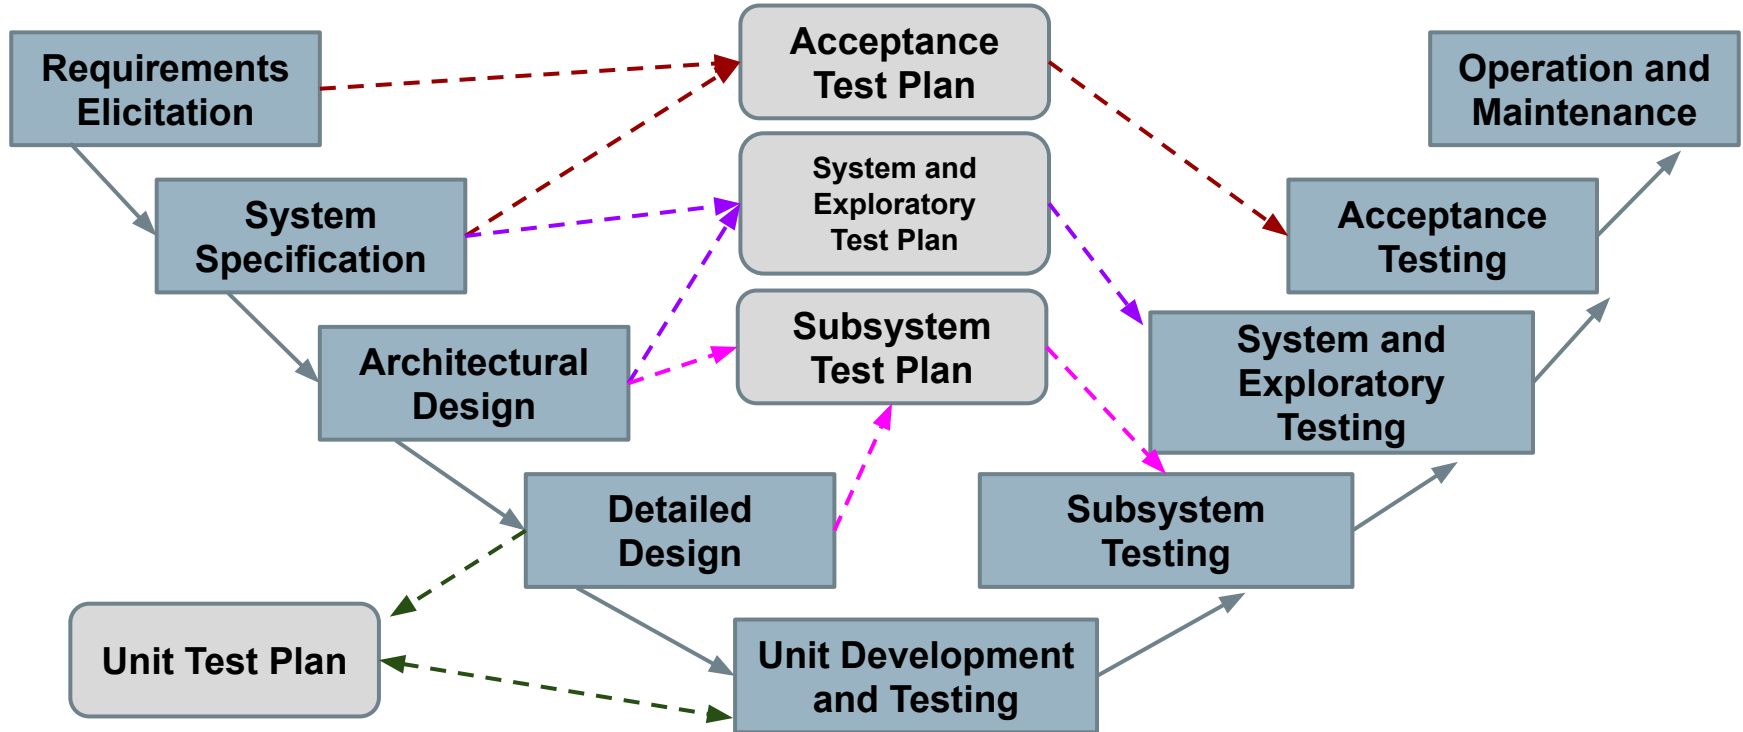 Requirements
Elicitation
System
Specification
Architectural
Design
Detailed
Design
Unit Test Plan
Acceptance
Test Plan
System and
Exploratory
Test Plan
Subsystem
Test Plan
Unit Development
and Testing
Subsystem
Testing
System and
Exploratory
Testing
Acceptance
Testing
Operation and
Maintenance